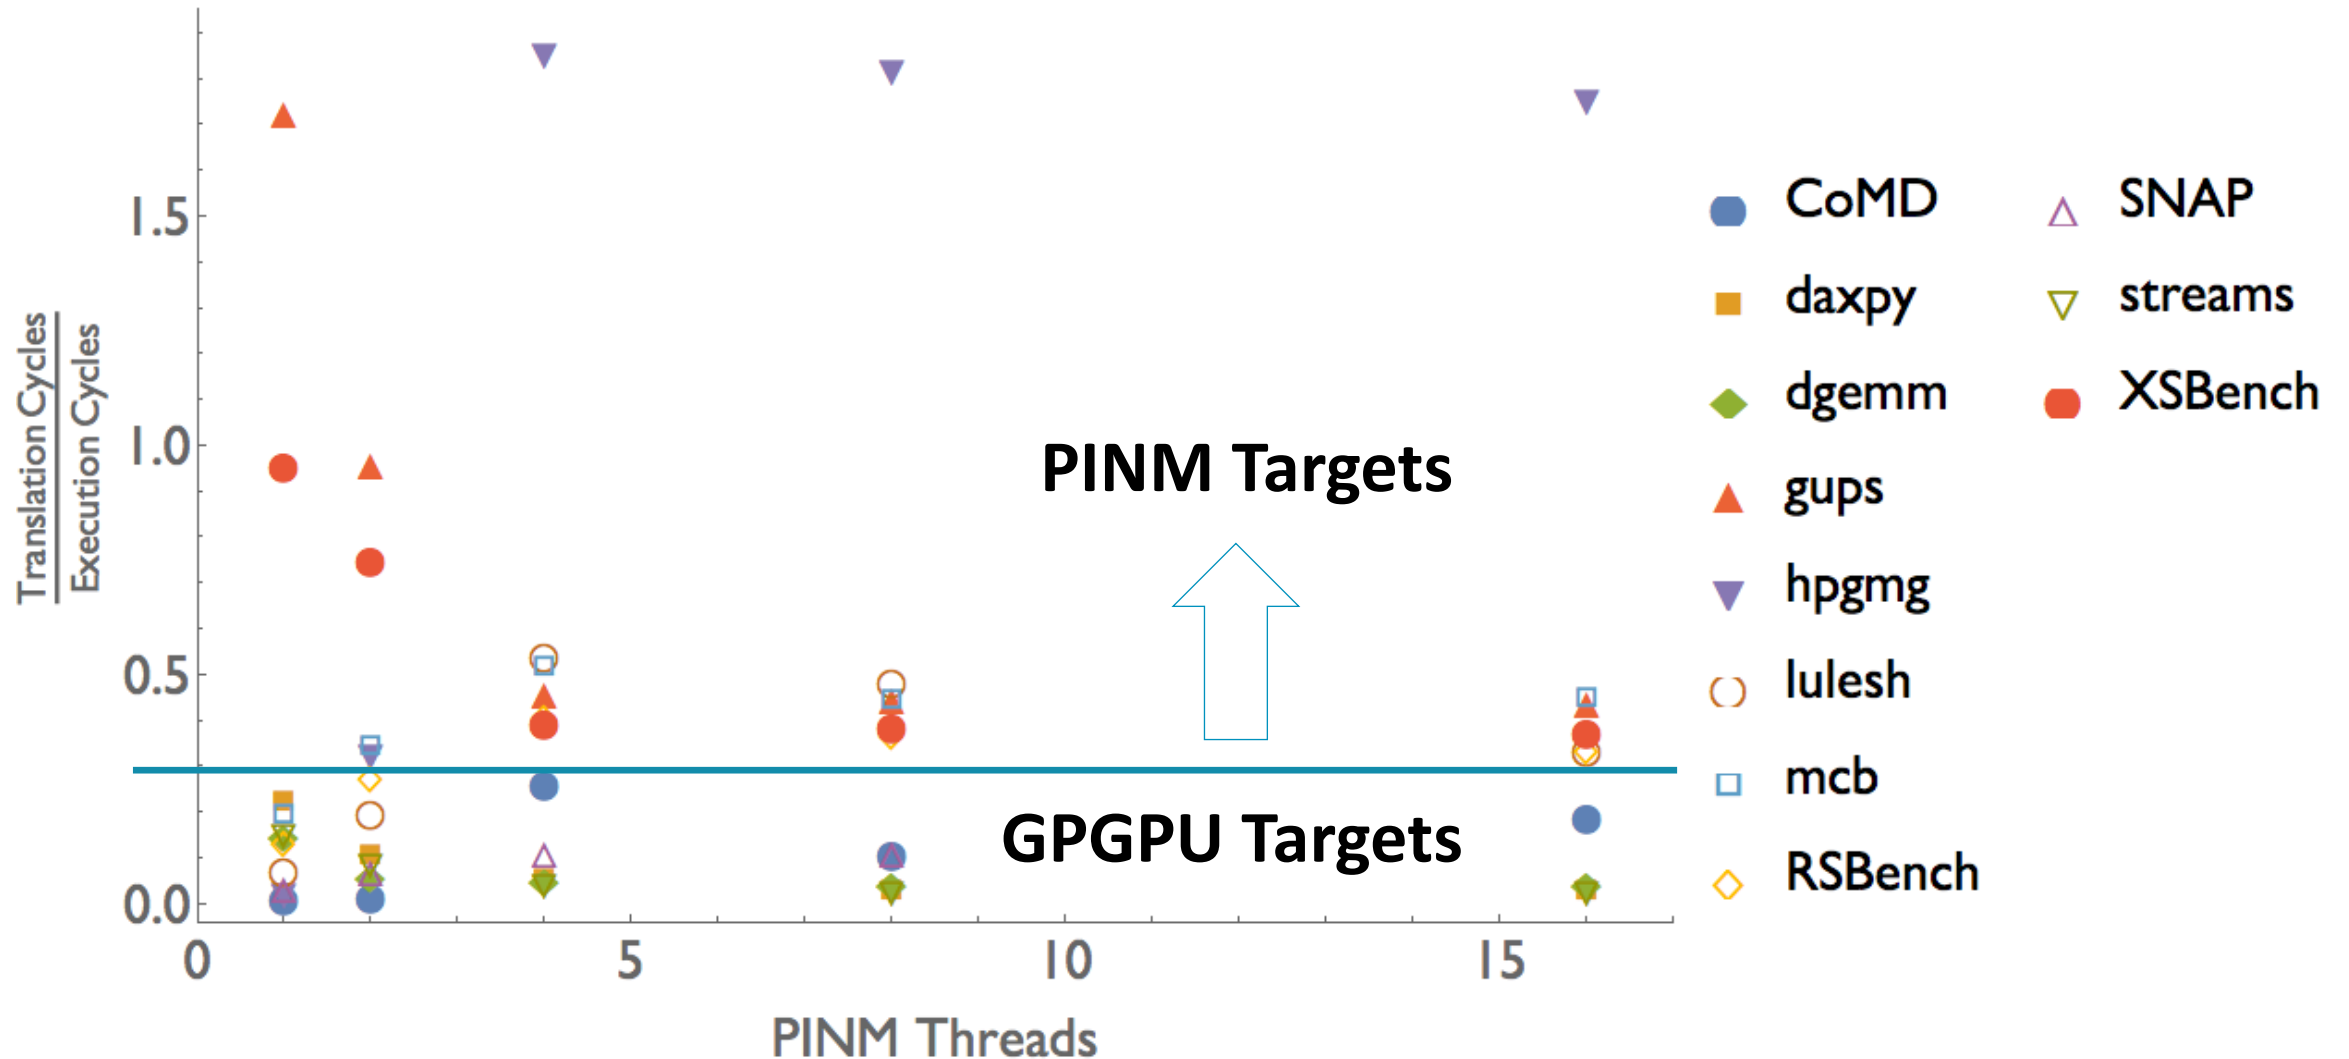 Translation Cycles
Execution Cycles
1.5
1.0
0.5
0.0
0
5
10
15
PINM Threads
PINM Targets
GPGPU Targets
CoMD
daxpy
dgemm
gups
hpgmg
lulesh
mcb
RSBench
SNAP
streams
XSBench